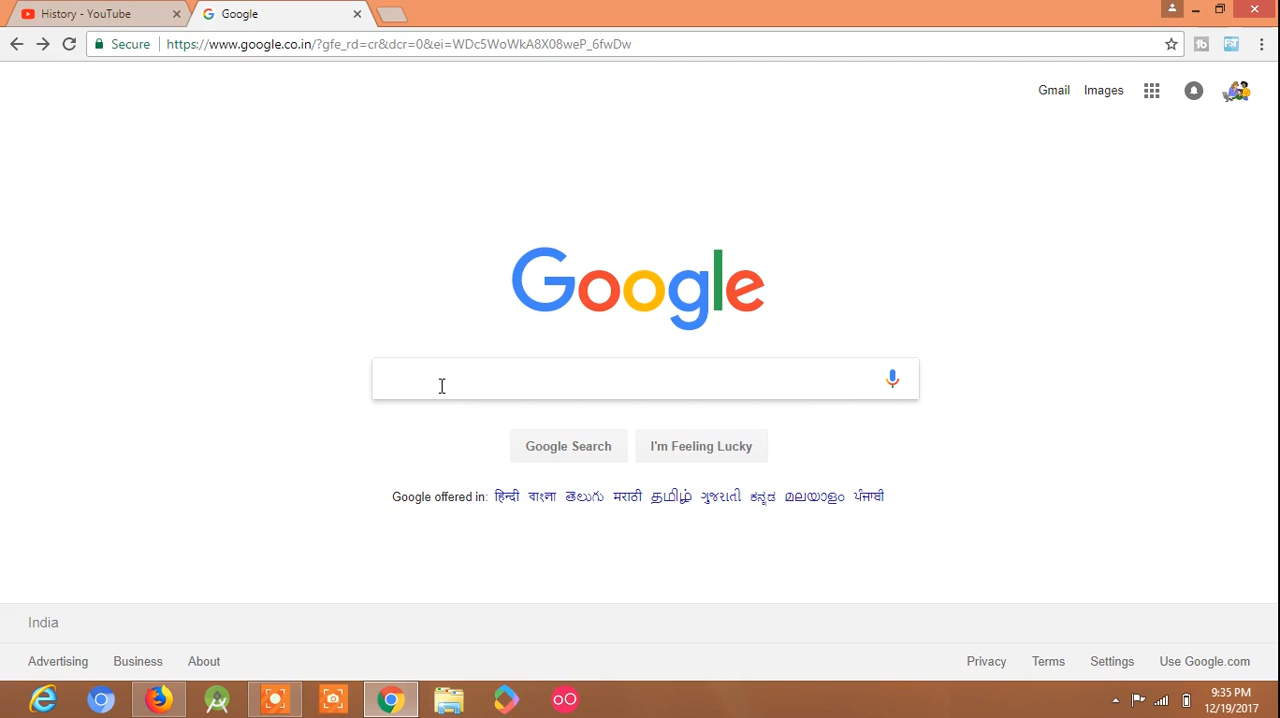 History - YouTube
Google
Secure
https://www.google.co.in/?gfe_rd=cr&dcr=0&ei=WDc5WoWkA8X08weP_6fwDw
Gmail Images
Google
Google Search I'm Feeling Lucky
Google offered in: हिन्दी বাংলা తెలుగు मराठी தமிழ் ગુજરાતી ಕನ್ನಡ മലയാളം ਪੰਜਾਬੀ
India
Advertising Business About Privacy Terms Settings Use Google.com
9:35 PM
12/19/2017